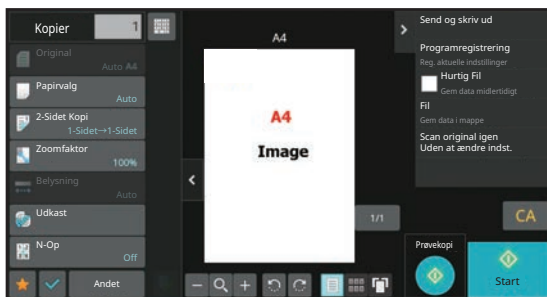 Kopier 1
Original
Auto A4
Papirvalg
Auto
2-Sidet Kopi
1-Sidet→1-Sidet
Zoomfaktor
100%
Belysning
Auto
Udkast
N-Op
Off
Andet
A4
A4
Image
1/1
Send og skriv ud
Programregistrering
Reg. aktuelle indstillinger
Hurtig Fil
Gem data midlertidigt
Fil
Gem data i mappe
Scan original igen
Uden at ændre indst.
CA
Prøvekopi
Start